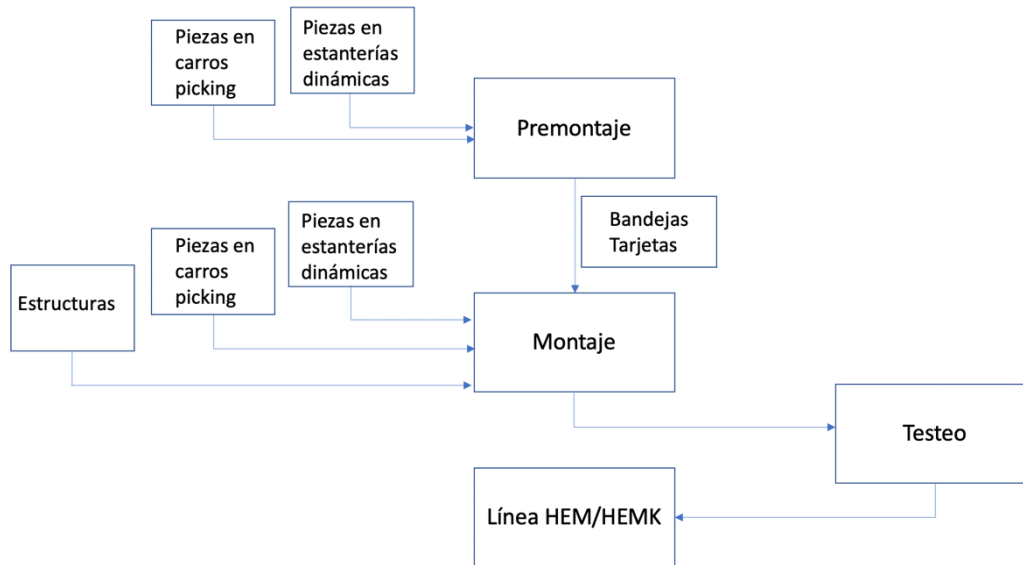 Piezas en
carros
picking
Piezas en
estanterías
dinámicas
Premontaje
Bandejas
Tarjetas
Piezas en
estanterías
dinámicas
Piezas en
carros
picking
Estructuras
Montaje
Testeo
Línea HEM/HEMK